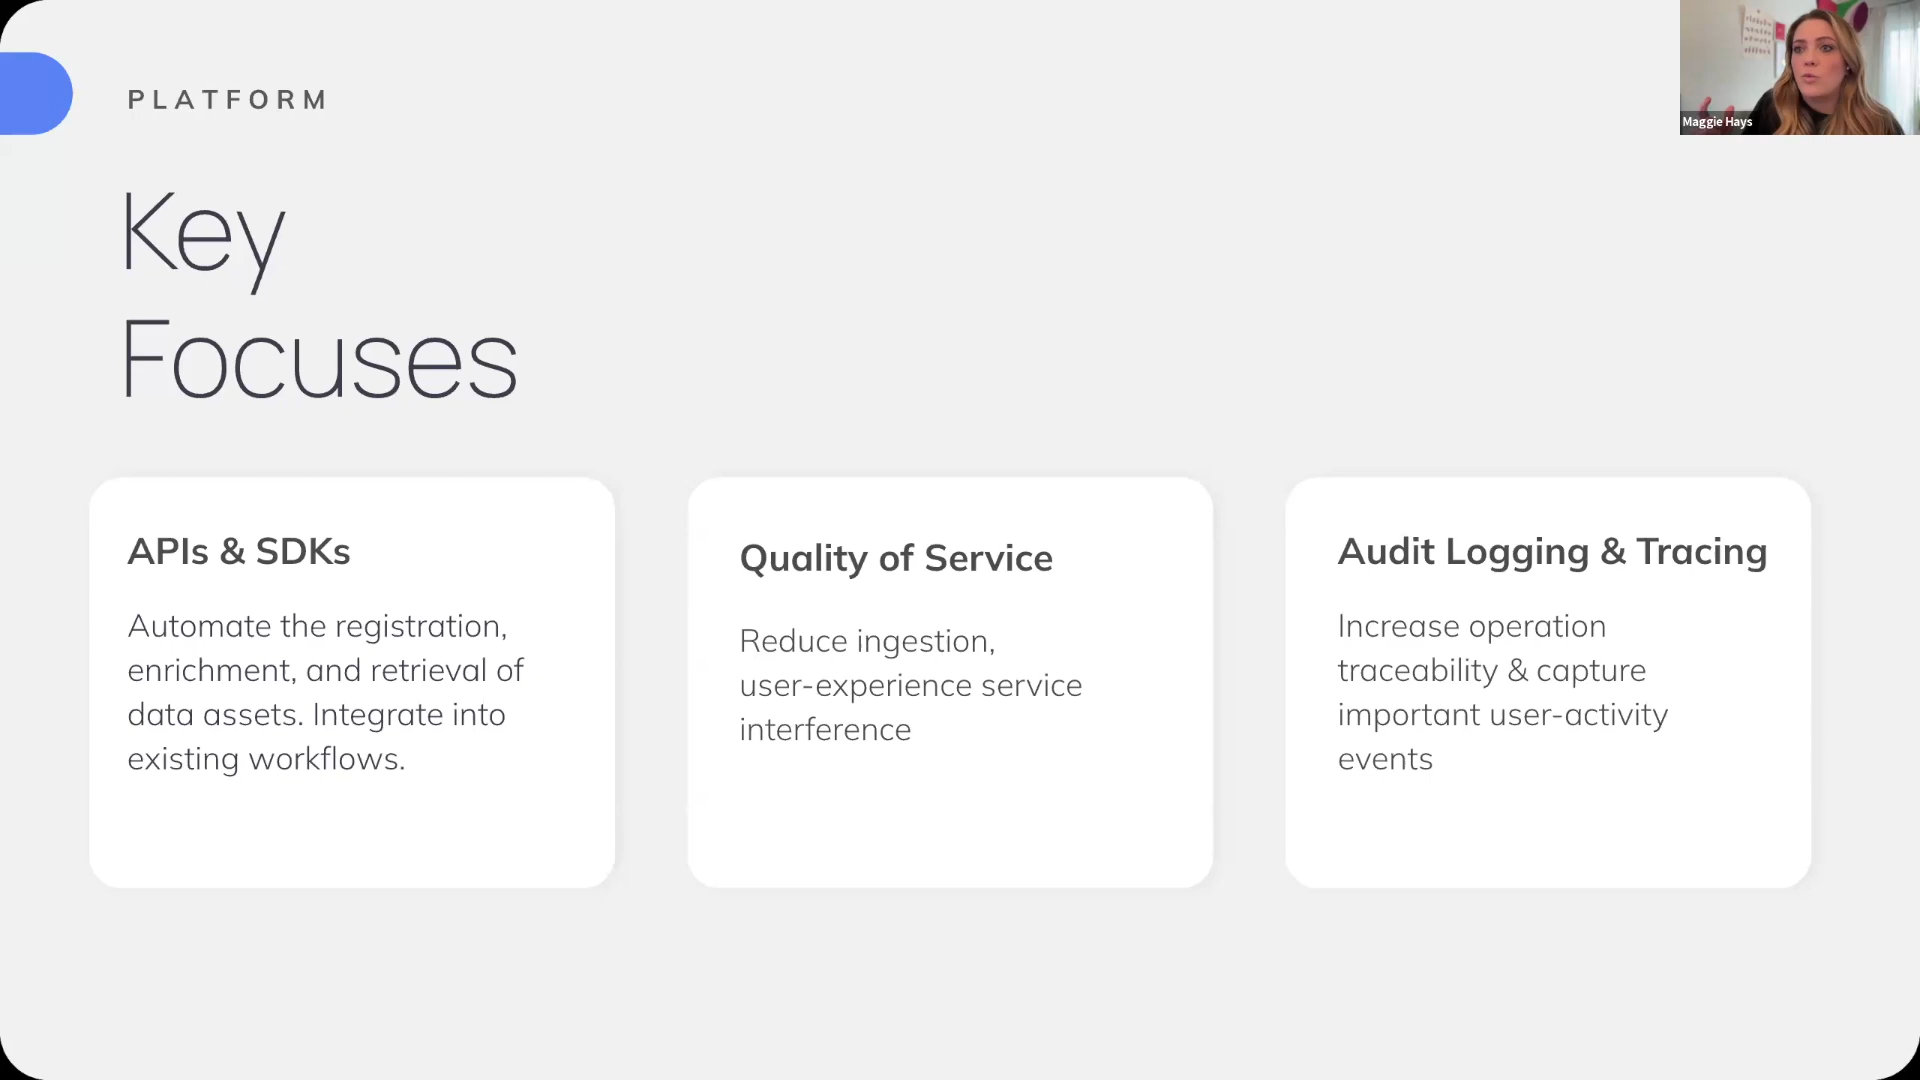 PLATFORM
Maggie Hays
Key
Focuses
APIs & SDKs
Automate the registration,
enrichment, and retrieval of
data assets. Integrate into
existing workflows.
Quality of Service
Reduce ingestion,
user-experience service
interference
Audit Logging & Tracing
Increase operation
traceability & capture
important user-activity
events